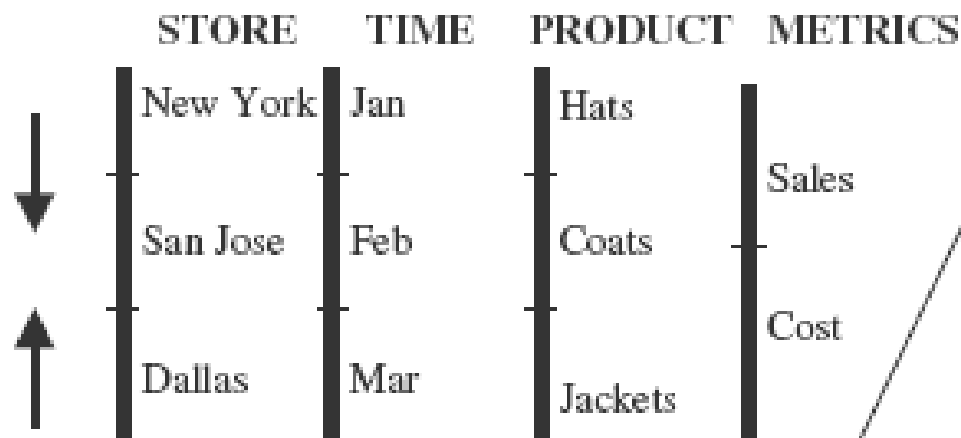 STORE TIME PRODUCT METRICS
New York Jan Hats
Sales
San Jose Feb Coats
Cost
Dallas Mar Jackets